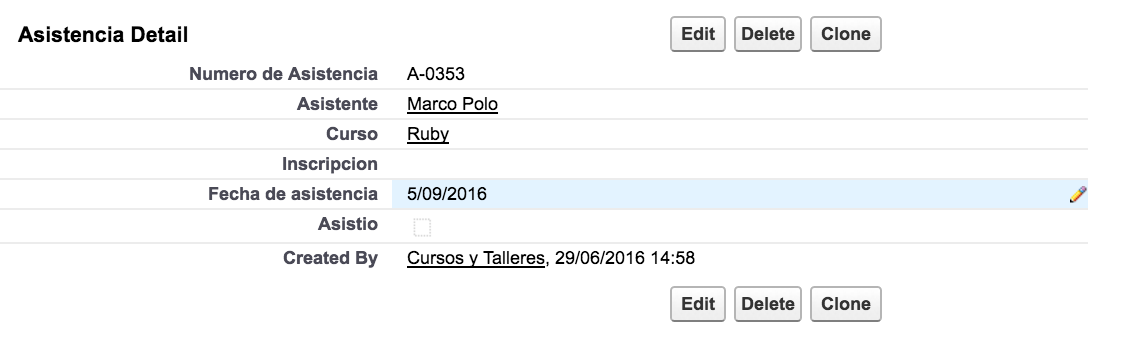 Asistencia Detail Edit Delete Clone
Numero de Asistencia A-0353
Asistente Marco Polo
Curso Ruby
Inscripcion
Fecha de asistencia 5/09/2016
Asistio
Created By Cursos y Talleres, 29/06/2016 14:58
Edit Delete Clone